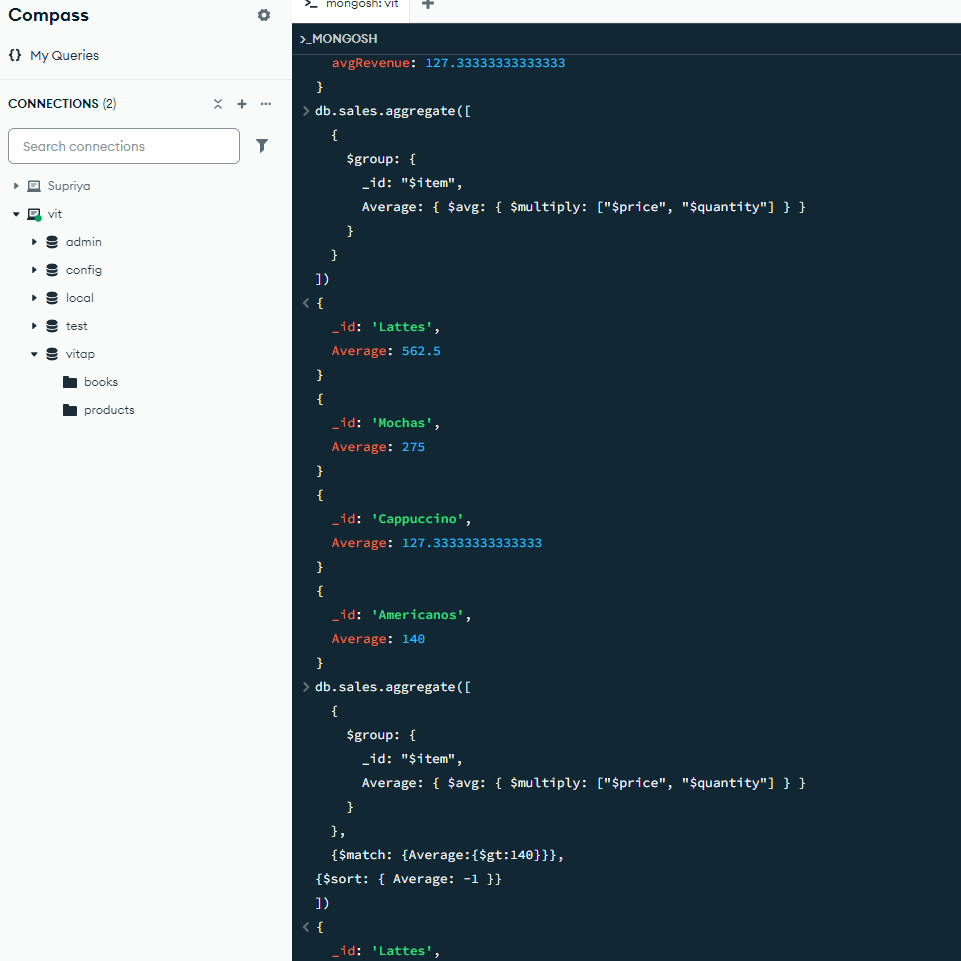 Compass
My Queries
CONNECTIONS (2)
Search connections
Supriya
vit
admin
config
local
test
vitap
books
products
mongosh: vit
>_MONGOSH
avgRevenue: 127.33333333333333
}
> db.sales.aggregate([
{
$group: {
_id: "$item",
Average: { $avg: { $multiply: ["$price", "$quantity"] } }
}
}
])
< {
_id: 'Lattes',
Average: 562.5
}
{
_id: 'Mochas',
Average: 275
}
{
_id: 'Cappuccino',
Average: 127.33333333333333
}
{
_id: 'Americanos',
Average: 140
}
> db.sales.aggregate([
{
$group: {
_id: "$item",
Average: { $avg: { $multiply: ["$price", "$quantity"] } }
}
},
{$match: {Average:{$gt:140}}},
{$sort: { Average: -1 }}
])
< {
_id: 'Lattes',